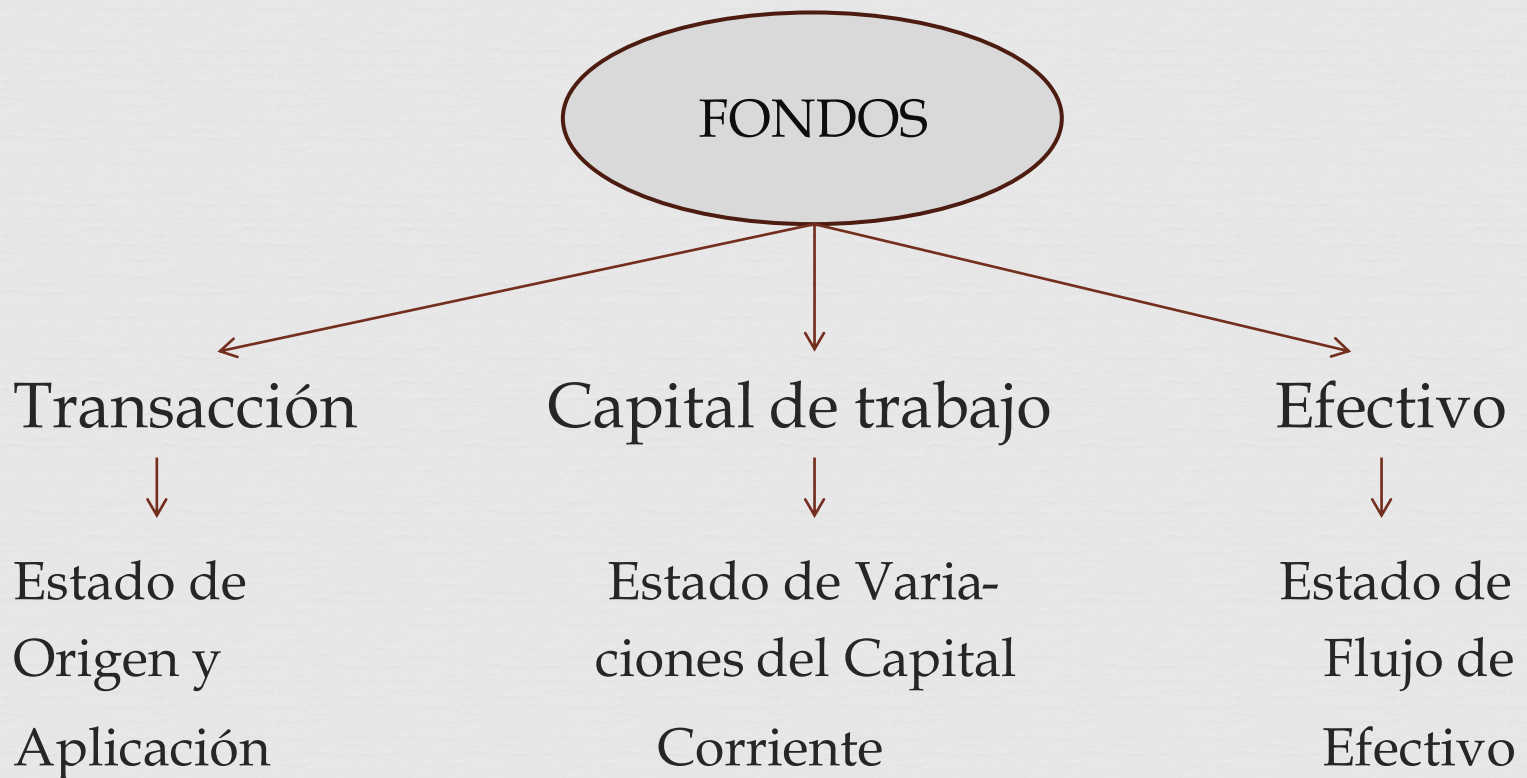 FONDOS
Transacción
Capital de trabajo
Efectivo
Estado de
Origen y
Aplicación
Estado de Varia-
ciones del Capital
Corriente
Estado de
Flujo de
Efectivo